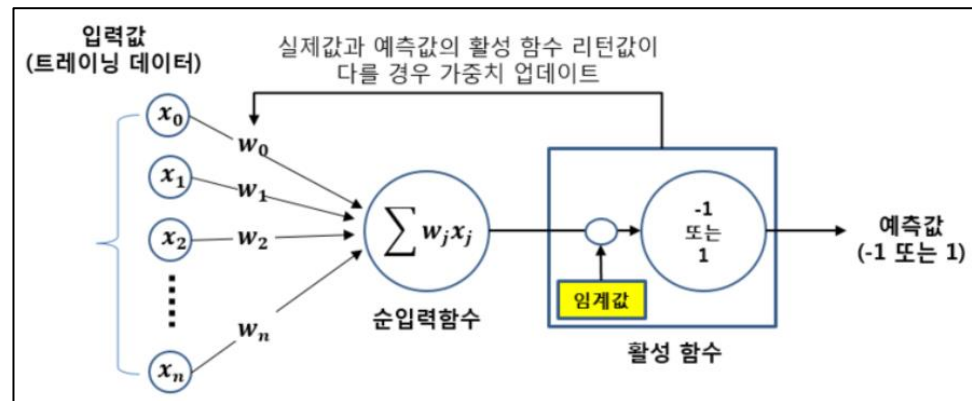 입력값
(트레이닝 데이터)
실제값과 예측값의 활성 함수 리턴값이
다를 경우 가중치 업데이트
x₀
w₀
x₁
w₁
x₂
w₂
xₙ
wₙ
∑ wⱼxⱼ
순입력함수
-1
또는
1
임계값
활성 함수
예측값
(-1 또는 1)